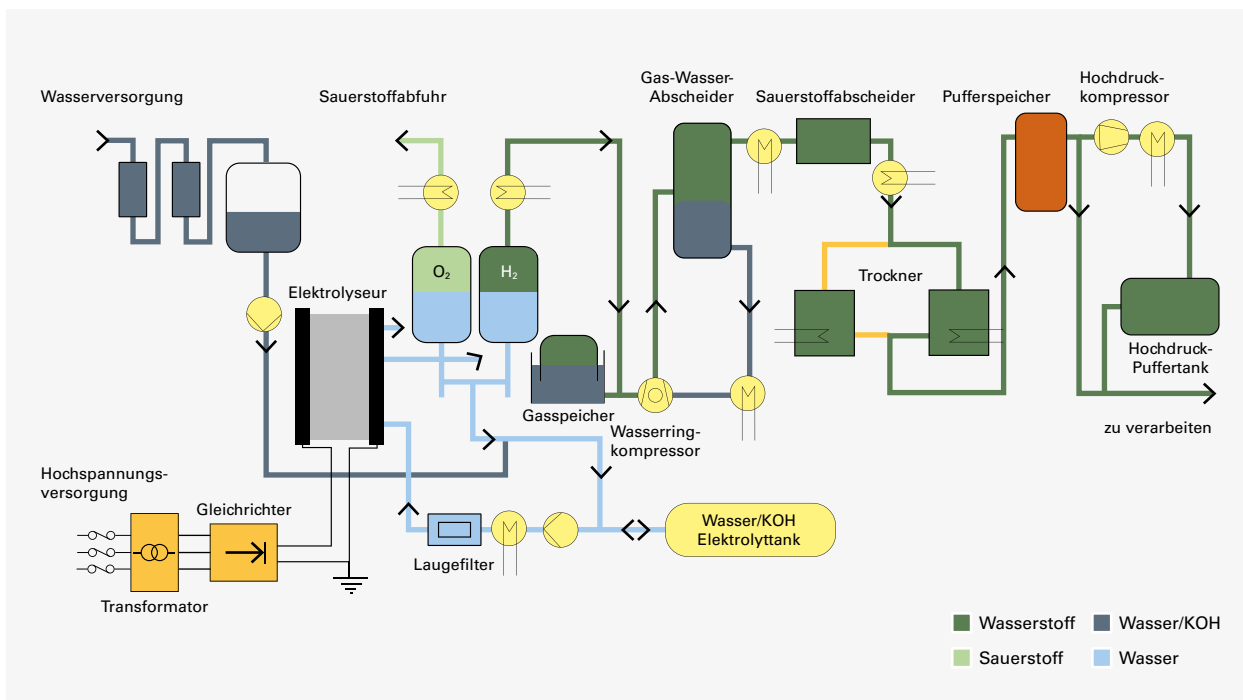 Wasserversorgung
Sauerstoffabfuhr
Gas-Wasser-
Abscheider
Sauerstoffabscheider
Pufferspeicher
Hochdruck-
kompressor
O₂
H₂
Elektrolyseur
Trockner
Gasspeicher
Wasserring-
kompressor
Hochdruck-
Puffertank
zu verarbeiten
Hochspannungs-
versorgung
Gleichrichter
Transformator
Laugefilter
Wasser/KOH
Elektrolyttank
Wasserstoff
Wasser/KOH
Sauerstoff
Wasser